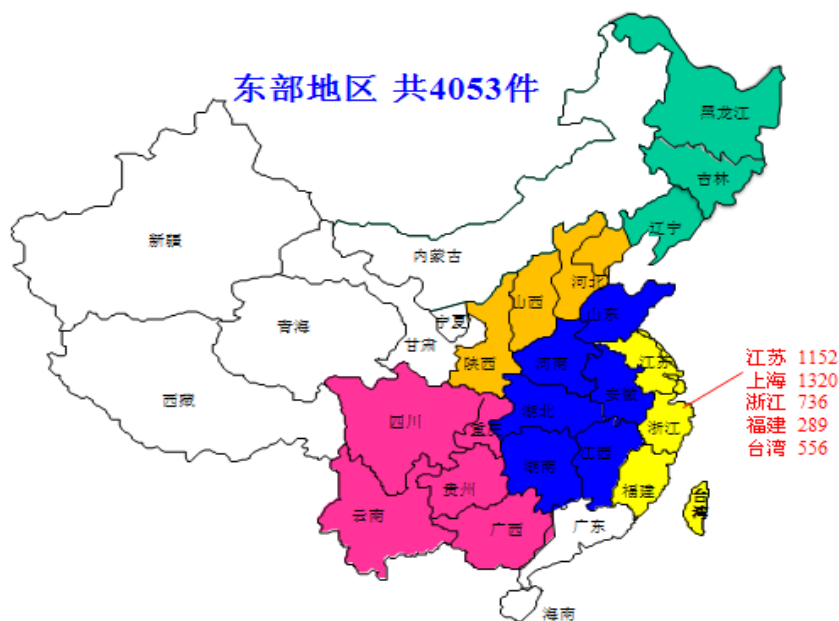 东部地区 共4053件
黑龙江
吉林
辽宁
新疆
内蒙古
河北
山西
山东
宁夏
青海
甘肃
陕西
河南
江苏
安徽
西藏
四川
重庆
湖北
浙江
江西
湖南
贵州
福建
云南
广西
广东
台湾
海南
江苏 1152
上海 1320
浙江 736
福建 289
台湾 556